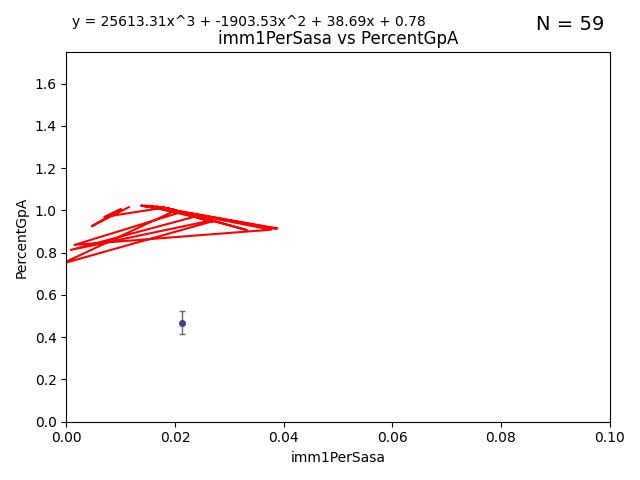 y = 25613.31x^3 + -1903.53x^2 + 38.69x + 0.78
N = 59
imm1PerSasa vs PercentGpA
PercentGpA
1.6
1.4
1.2
1.0
0.8
0.6
0.4
0.2
0.0
0.00 0.02 0.04 0.06 0.08 0.10
imm1PerSasa